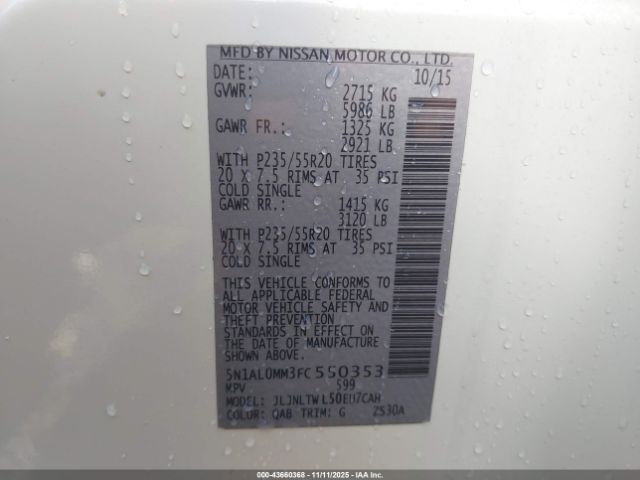 MFD BY NISSAN MOTOR CO., LTD.
DATE: 10/15
GVWR: 2715 KG
5986 LB
GAWR FR.: 1325 KG
2921 LB
WITH P235/55R20 TIRES
20 X 7.5 RIMS AT 35 PSI
COLD SINGLE
GAWR RR.: 1415 KG
3120 LB
WITH P235/55R20 TIRES
20 X 7.5 RIMS AT 35 PSI
COLD SINGLE
THIS VEHICLE CONFORMS TO
ALL APPLICABLE FEDERAL
MOTOR VEHICLE SAFETY AND
THEFT PREVENTION
STANDARDS IN EFFECT ON
THE DATE OF MANUFACTURE
SHOWN ABOVE.
5N1AL0MM3FC550353
MPV 599
MODEL: JLJNLTWL50EU7CAH
COLOR: QAB TRIM: G ZS30A
000-43660368 - 11/11/2025 - IAAHOLDINGS, LLC. COPYRIGHT